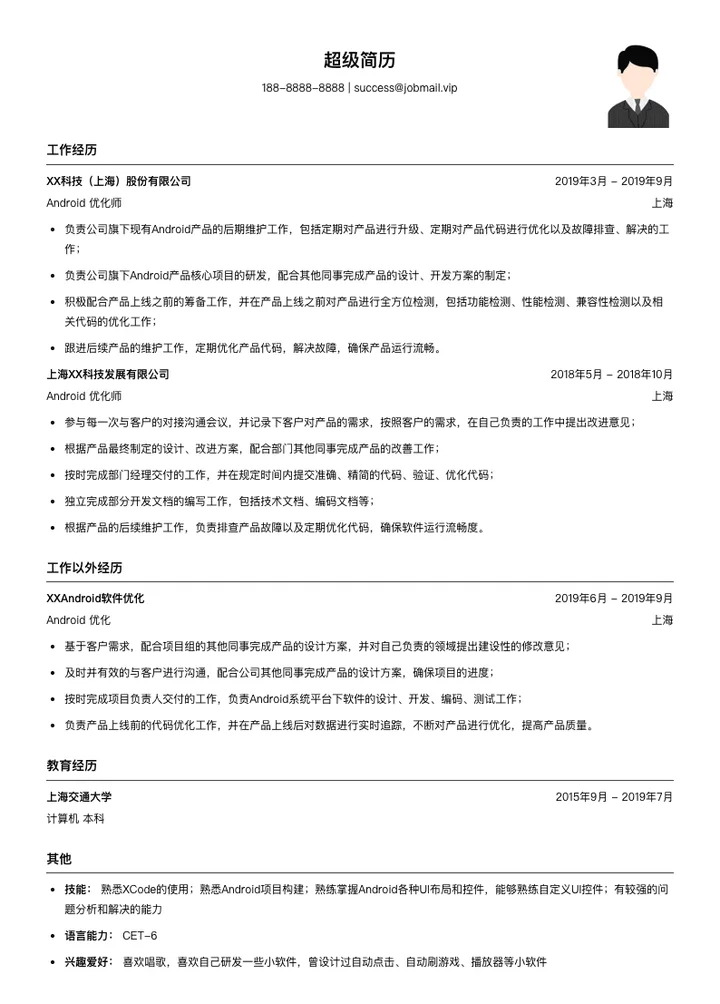 超级简历
188-8888-8888 | success@jobmail.vip
工作经历
XX科技（上海）股份有限公司 2019年3月 - 2019年9月
Android 优化师 上海
• 负责公司旗下现有Android产品的后期维护工作，包括定期对产品进行升级、定期对产品代码进行优化以及故障排查、解决的工
作；
• 负责公司旗下Android产品核心项目的研发，配合其他同事完成产品的设计、开发方案的制定；
• 积极配合产品上线之前的筹备工作，并在产品上线之前对产品进行全方位检测，包括功能检测、性能检测、兼容性检测以及相
关代码的优化工作；
• 跟进后续产品的维护工作，定期优化产品代码，解决故障，确保产品运行流畅。
上海XX科技发展有限公司 2018年5月 - 2018年10月
Android 优化师 上海
• 参与每一次与客户的对接沟通会议，并记录下客户对产品的需求，按照客户的需求，在自己负责的工作中提出改进意见；
• 根据产品最终制定的设计、改进方案，配合部门其他同事完成产品的改善工作；
• 按时完成部门经理交付的工作，并在规定时间内提交准确、精简的代码、验证、优化代码；
• 独立完成部分开发文档的编写工作，包括技术文档、编码文档等；
• 根据产品的后续维护工作，负责排查产品故障以及定期优化代码，确保软件运行流畅度。
工作以外经历
XXAndroid软件优化 2019年6月 - 2019年9月
Android 优化 上海
• 基于客户需求，配合项目组的其他同事完成产品的设计方案，并对自己负责的领域提出建设性的修改意见；
• 及时并有效的与客户进行沟通，配合公司其他同事完成产品的设计方案，确保项目的进度；
• 按时完成项目负责人交付的工作，负责Android系统平台下软件的设计、开发、编码、测试工作；
• 负责产品上线前的代码优化工作，并在产品上线后对数据进行实时追踪，不断对产品进行优化，提高产品质量。
教育经历
上海交通大学 2015年9月 - 2019年7月
计算机 本科
其他
• 技能： 熟悉XCode的使用；熟悉Android项目构建；熟练掌握Android各种UI布局和控件，能够熟练自定义UI控件；有较强的问
题分析和解决的能力
• 语言能力： CET-6
• 兴趣爱好： 喜欢唱歌，喜欢自己研发一些小软件，曾设计过自动点击、自动刷游戏、播放器等小软件